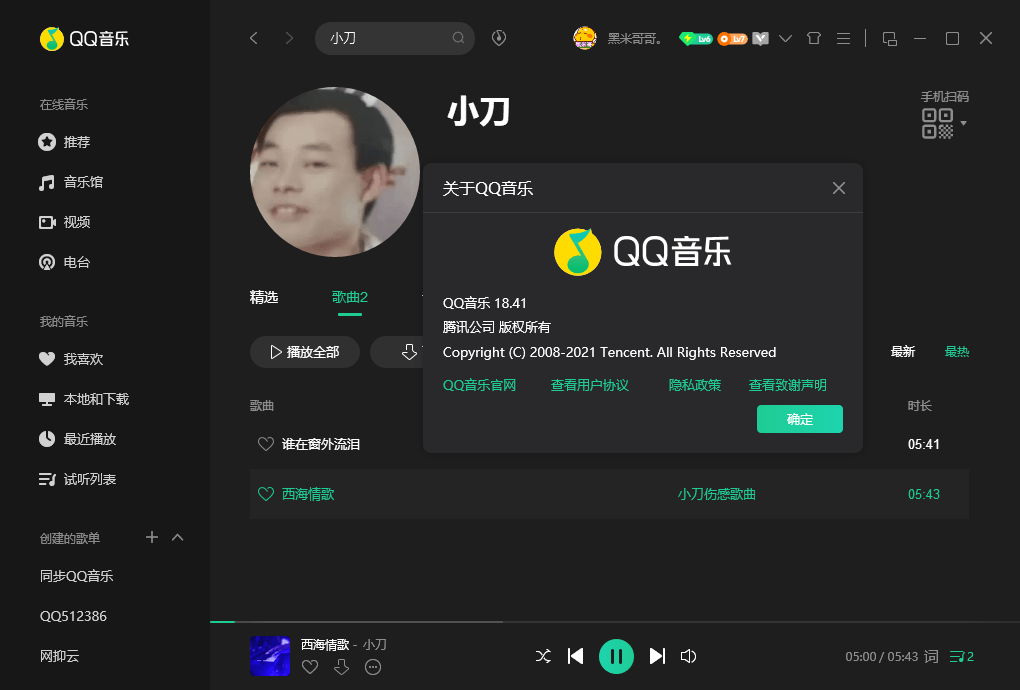 QQ音乐
小刀
黑米哥哥。
Lv6
Lv7
在线音乐
推荐
音乐馆
视频
电台
我的音乐
我喜欢
本地和下载
最近播放
试听列表
创建的歌单
同步QQ音乐
QQ512386
网抑云
小刀
手机扫码
精选
歌曲2
播放全部
最新
最热
歌曲
时长
谁在窗外流泪
05:41
西海情歌
小刀伤感歌曲
05:43
关于QQ音乐
QQ音乐
QQ音乐 18.41
腾讯公司 版权所有
Copyright (C) 2008-2021 Tencent. All Rights Reserved
QQ音乐官网
查看用户协议
隐私政策
查看致谢声明
确定
西海情歌 - 小刀
05:00 / 05:43
词
2